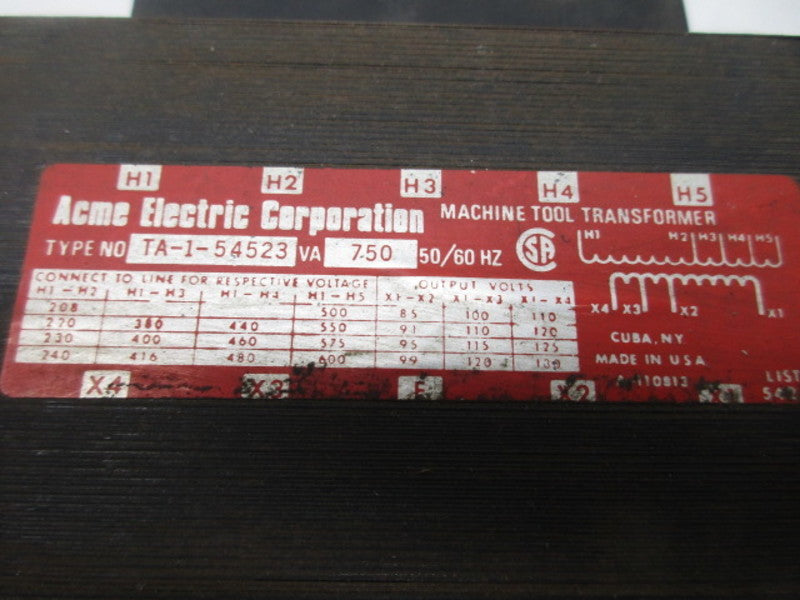 H1 H2 H3 H4 H5
Acme Electric Corporation MACHINE TOOL TRANSFORMER
TYPE NO TA-1-54523 VA 750 50/60 HZ
SA
H1 H2 H3 H4 H5
CONNECT TO LINE FOR RESPECTIVE VOLTAGE OUTPUT VOLTS
H1-H2 H1-H3 H1-H4 H1-H5 X1-X2 X1-X3 X1-X4
208 500 85 100 110
220 380 440 550 91 110 120
230 400 460 575 95 115 125
240 416 480 600 99 120 130
X4 X3 X2 X1
CUBA, NY
MADE IN U.S.A.
110813
LIST
X4 X3 F X2